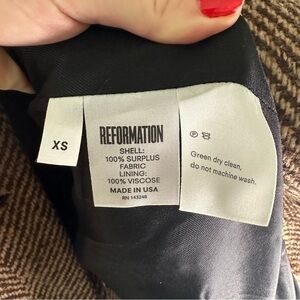 XS
REFORMATION
SHELL:
100% SURPLUS
FABRIC
LINING:
100% VISCOSE
MADE IN USA
RN 143248
P
Green dry clean,
do not machine wash.